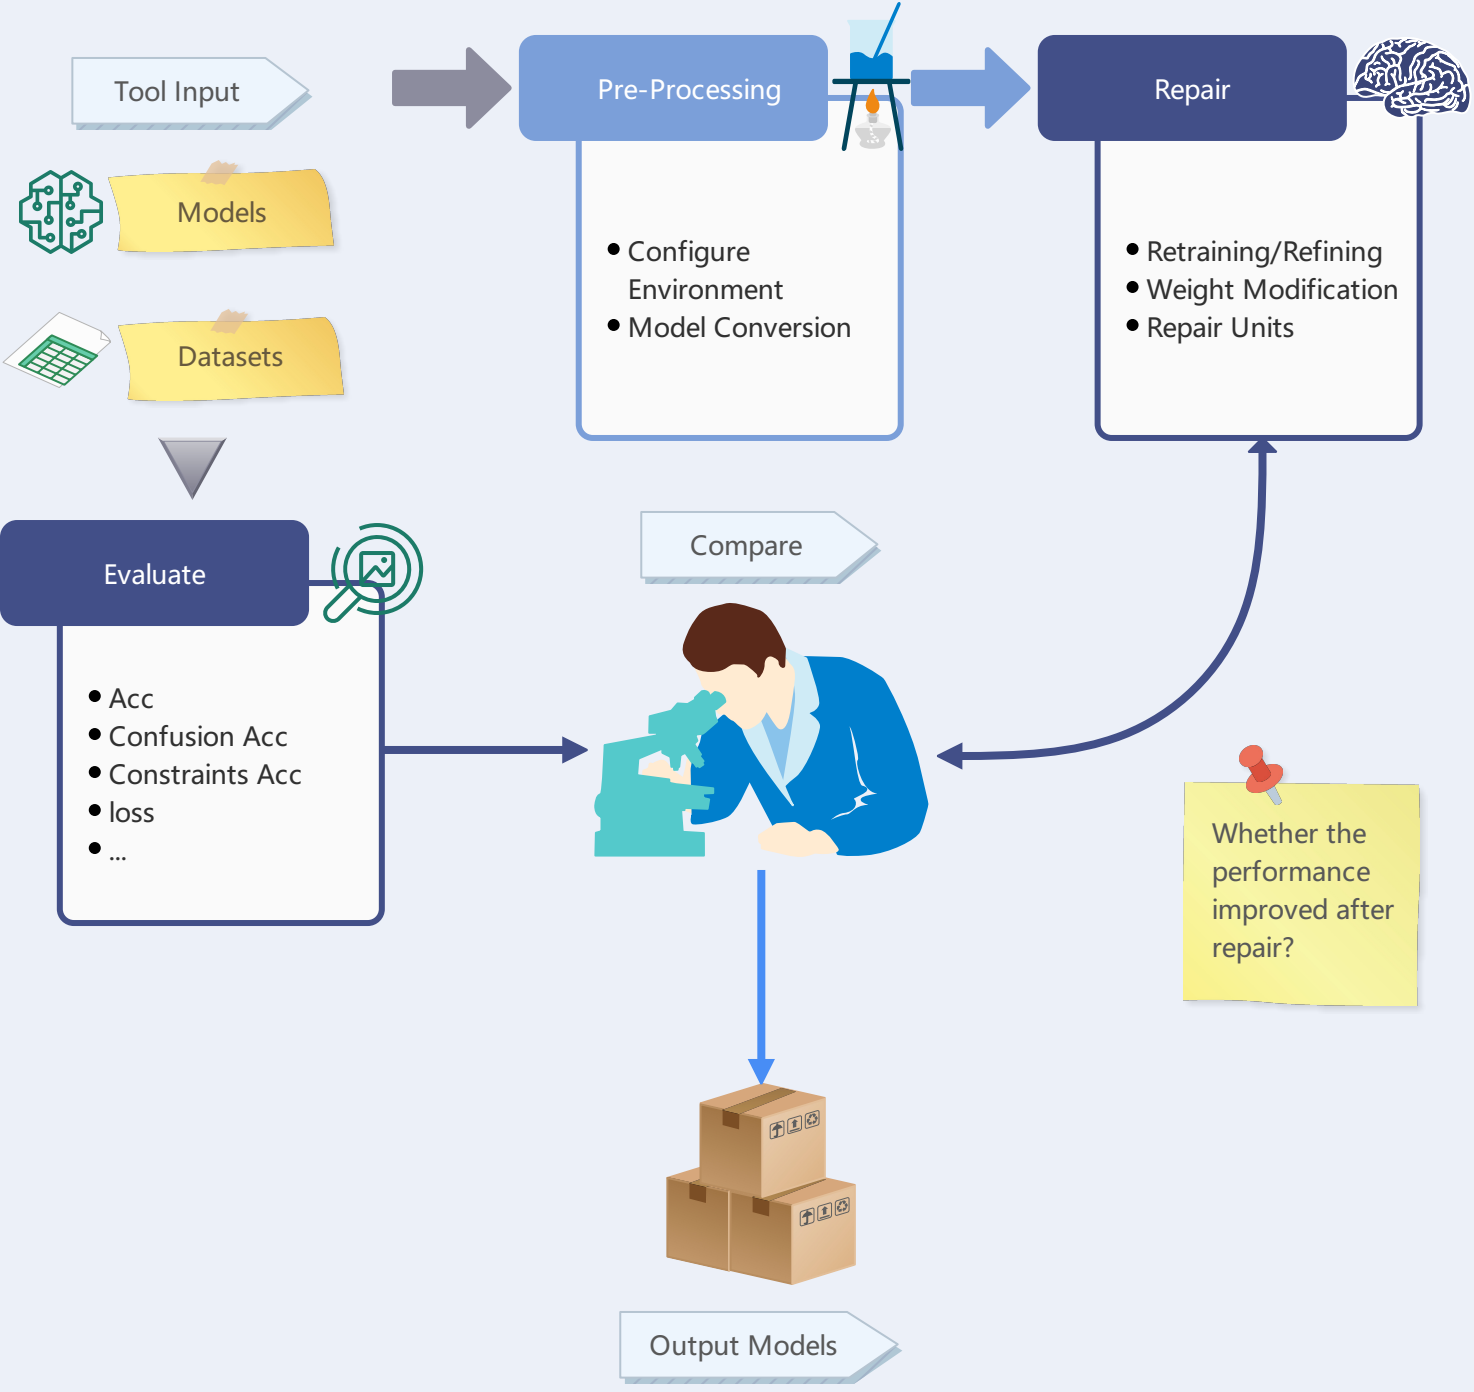 Tool Input
Models
Datasets
Pre-Processing
• Configure
Environment
• Model Conversion
Repair
• Retraining/Refining
• Weight Modification
• Repair Units
Evaluate
• Acc
• Confusion Acc
• Constraints Acc
• loss
• ...
Compare
Whether the
performance
improved after
repair?
Output Models